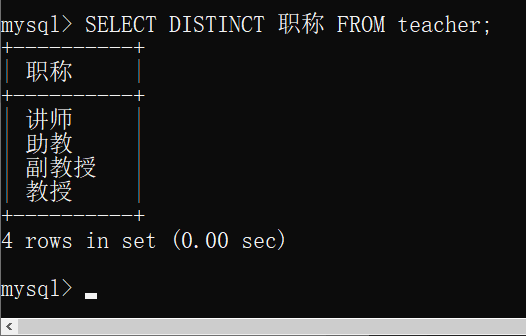 mysql> SELECT DISTINCT 职称 FROM teacher;
+----------+
| 职称     |
+----------+
| 讲师     |
| 助教     |
| 副教授   |
| 教授     |
+----------+
4 rows in set (0.00 sec)
mysql>